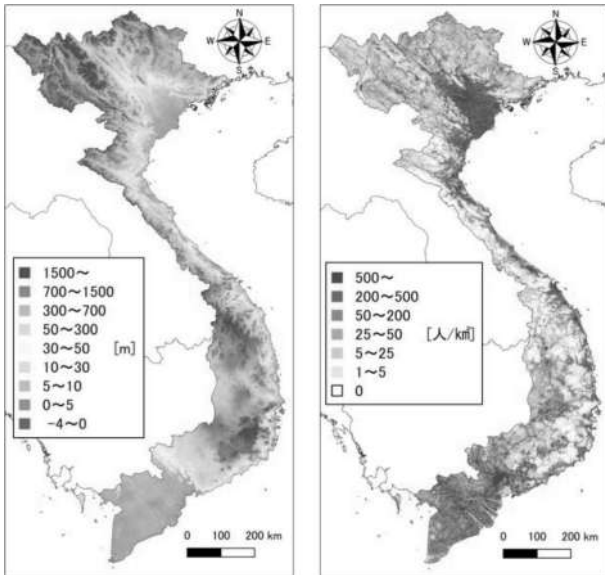 N
W E
S
1500～
700～1500
300～700
50～300
30～50 [m]
10～30
5～10
0～5
-4～0
0 100 200 km
N
W E
S
500～
200～500
50～200
25～50 [人/k㎡]
5～25
1～5
0
0 100 200 km